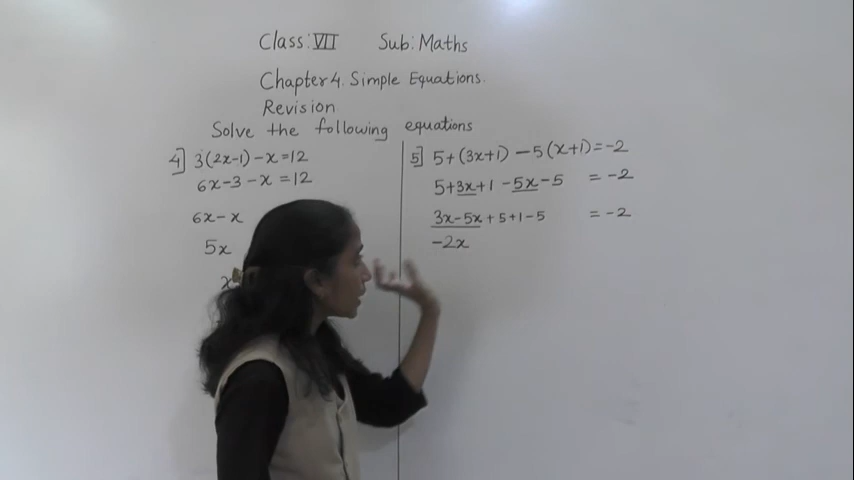 Class: VII Sub: Maths
Chapter 4. Simple Equations.
Revision
Solve the following equations
4] 3(2x-1) - x = 12
6x - 3 - x = 12
6x - x
5x
x
5] 5 + (3x+1) - 5(x+1) = -2
5 + 3x + 1 - 5x - 5 = -2
3x - 5x + 5 + 1 - 5 = -2
-2x